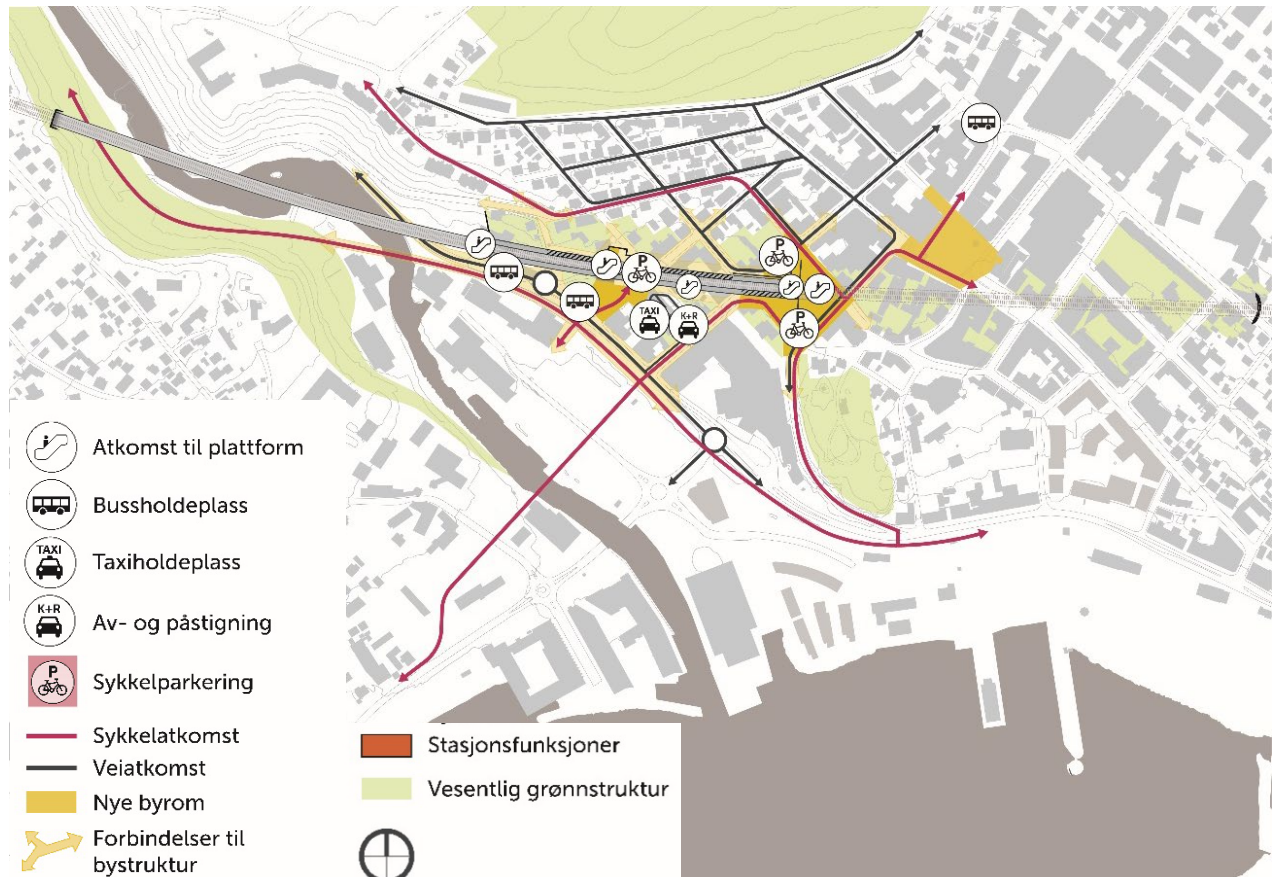 P
P
TAXI
K+R
P
Atkomst til plattform
Bussholdeplass
TAXI
Taxiholdeplass
K+R
Av- og påstigning
P
Sykkelparkering
Sykkelatkomst
Veiatkomst
Nye byrom
Forbindelser til
bystruktur
Stasjonsfunksjoner
Vesentlig grønnstruktur